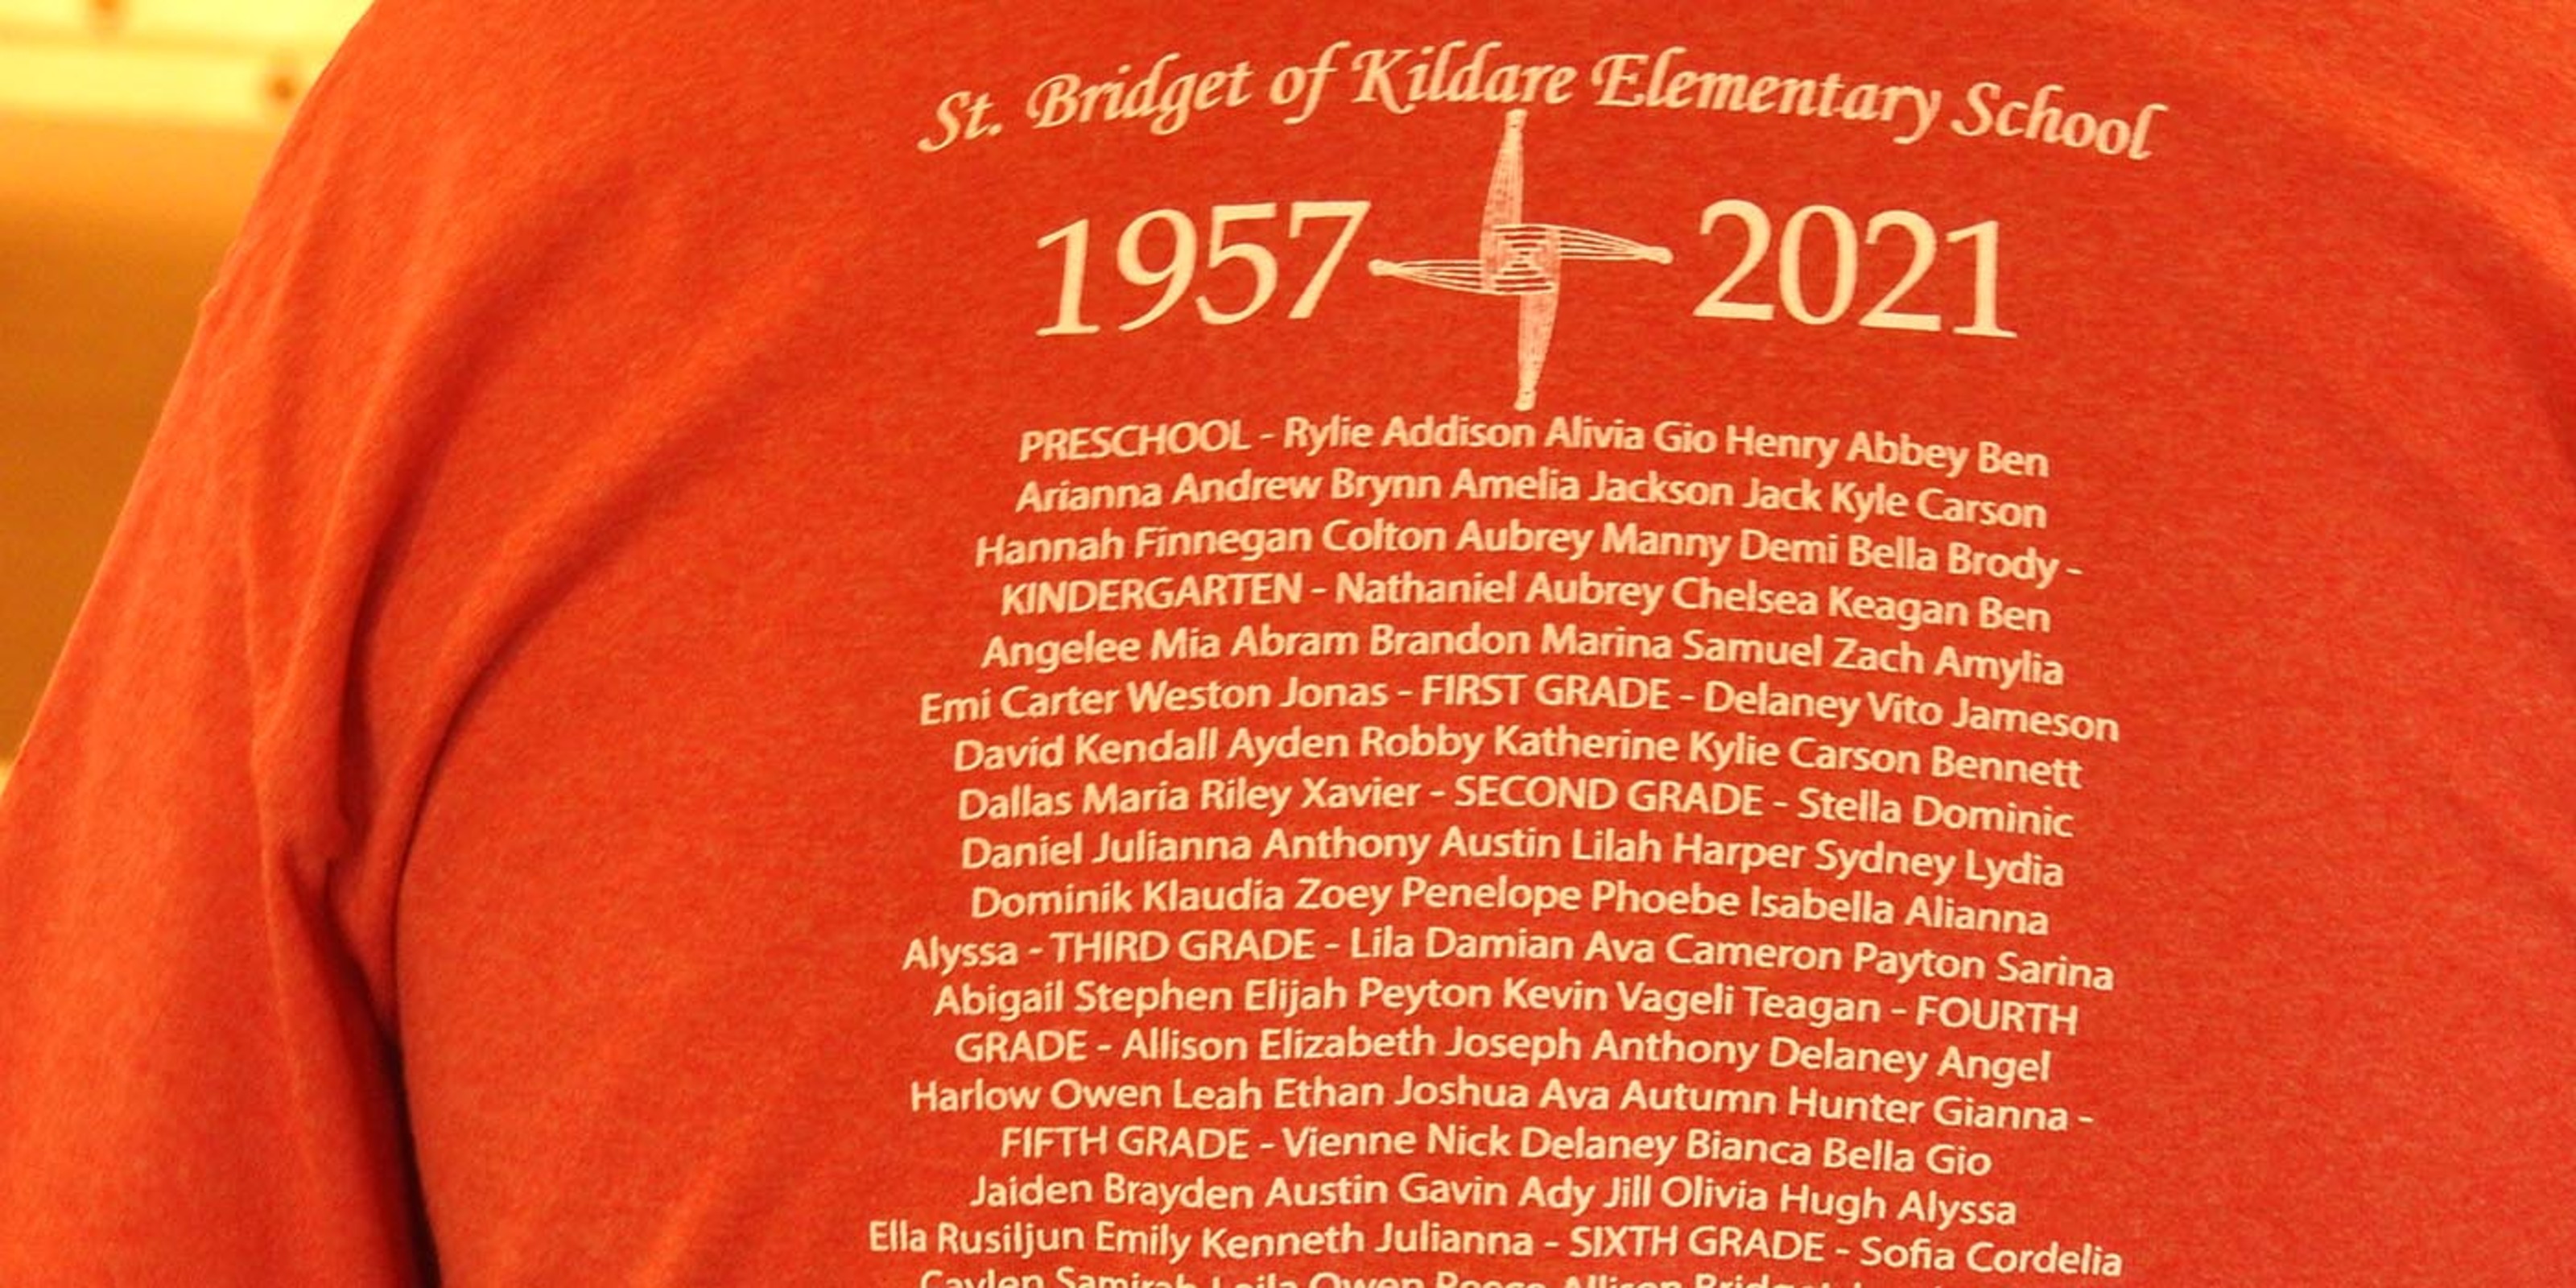 St. Bridget of Kildare Elementary School
1957 2021
PRESCHOOL - Rylie Addison Alivia Gio Henry Abbey Ben
Arianna Andrew Brynn Amelia Jackson Jack Kyle Carson
Hannah Finnegan Colton Aubrey Manny Demi Bella Brody -
KINDERGARTEN - Nathaniel Aubrey Chelsea Keagan Ben
Angelee Mia Abram Brandon Marina Samuel Zach Amylia
Emi Carter Weston Jonas - FIRST GRADE - Delaney Vito Jameson
David Kendall Ayden Robby Katherine Kylie Carson Bennett
Dallas Maria Riley Xavier - SECOND GRADE - Stella Dominic
Daniel Julianna Anthony Austin Lilah Harper Sydney Lydia
Dominik Klaudia Zoey Penelope Phoebe Isabella Alianna
Alyssa - THIRD GRADE - Lila Damian Ava Cameron Payton Sarina
Abigail Stephen Elijah Peyton Kevin Vageli Teagan - FOURTH
GRADE - Allison Elizabeth Joseph Anthony Delaney Angel
Harlow Owen Leah Ethan Joshua Ava Autumn Hunter Gianna -
FIFTH GRADE - Vienne Nick Delaney Bianca Bella Gio
Jaiden Brayden Austin Gavin Ady Jill Olivia Hugh Alyssa
Ella Rusiljun Emily Kenneth Julianna - SIXTH GRADE - Sofia Cordelia
Owen Allison